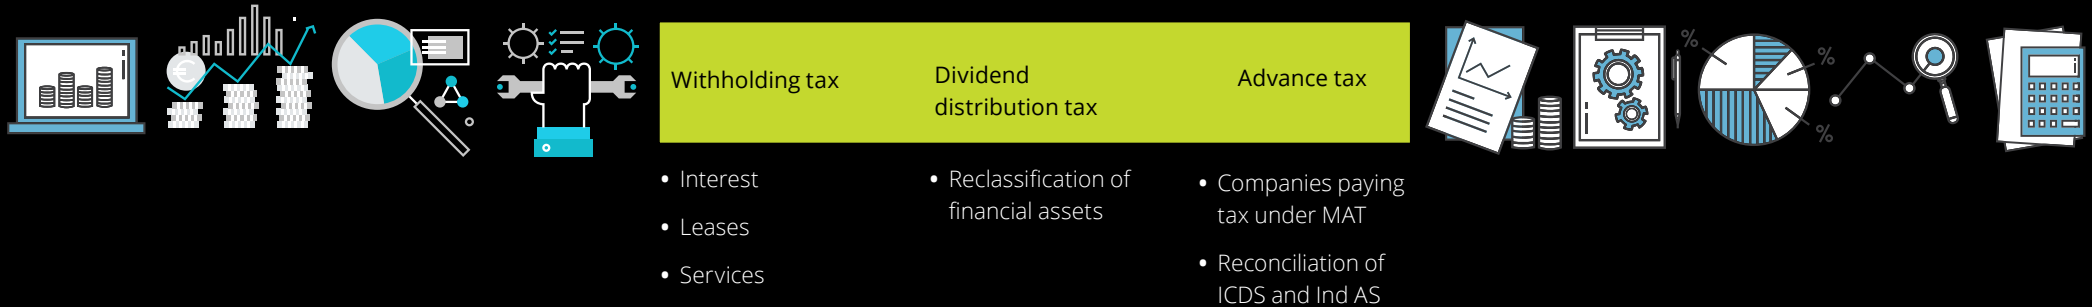 Withholding tax
Dividend
distribution tax
Advance tax
• Interest
• Leases
• Services
• Reclassification of
financial assets
• Companies paying
tax under MAT
• Reconciliation of
ICDS and Ind AS
€
%
%
%